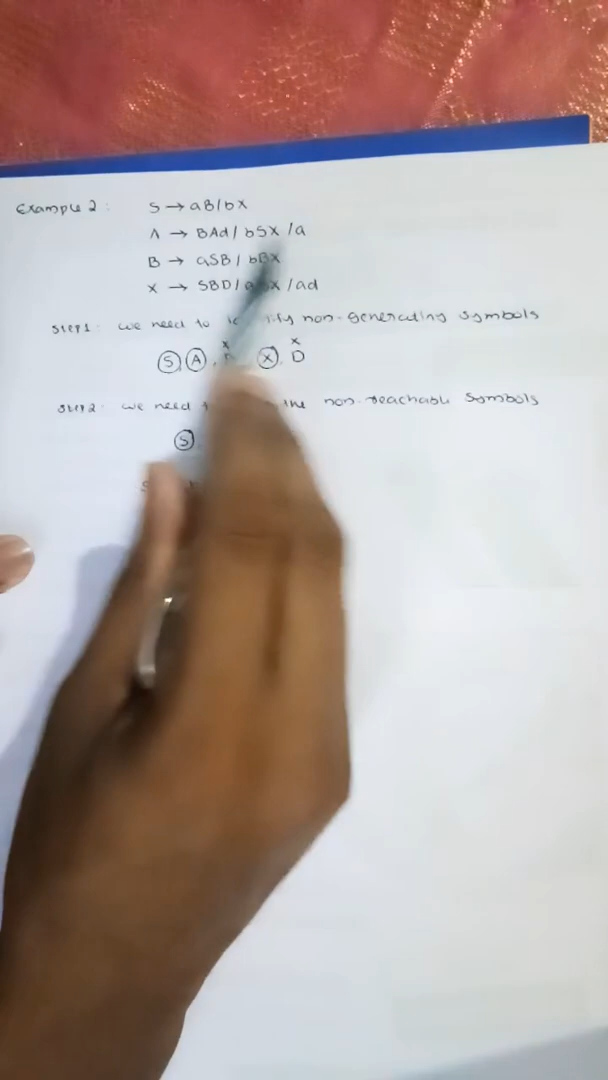 Example 2: S → aB/bX
A → BAd/ bSX /a
B → aSB/ bBX
X → SBD/ /ad
Step1: we need to non-generating symbols
S, A, X, D
Step2: we need the non-reachable symbols
S